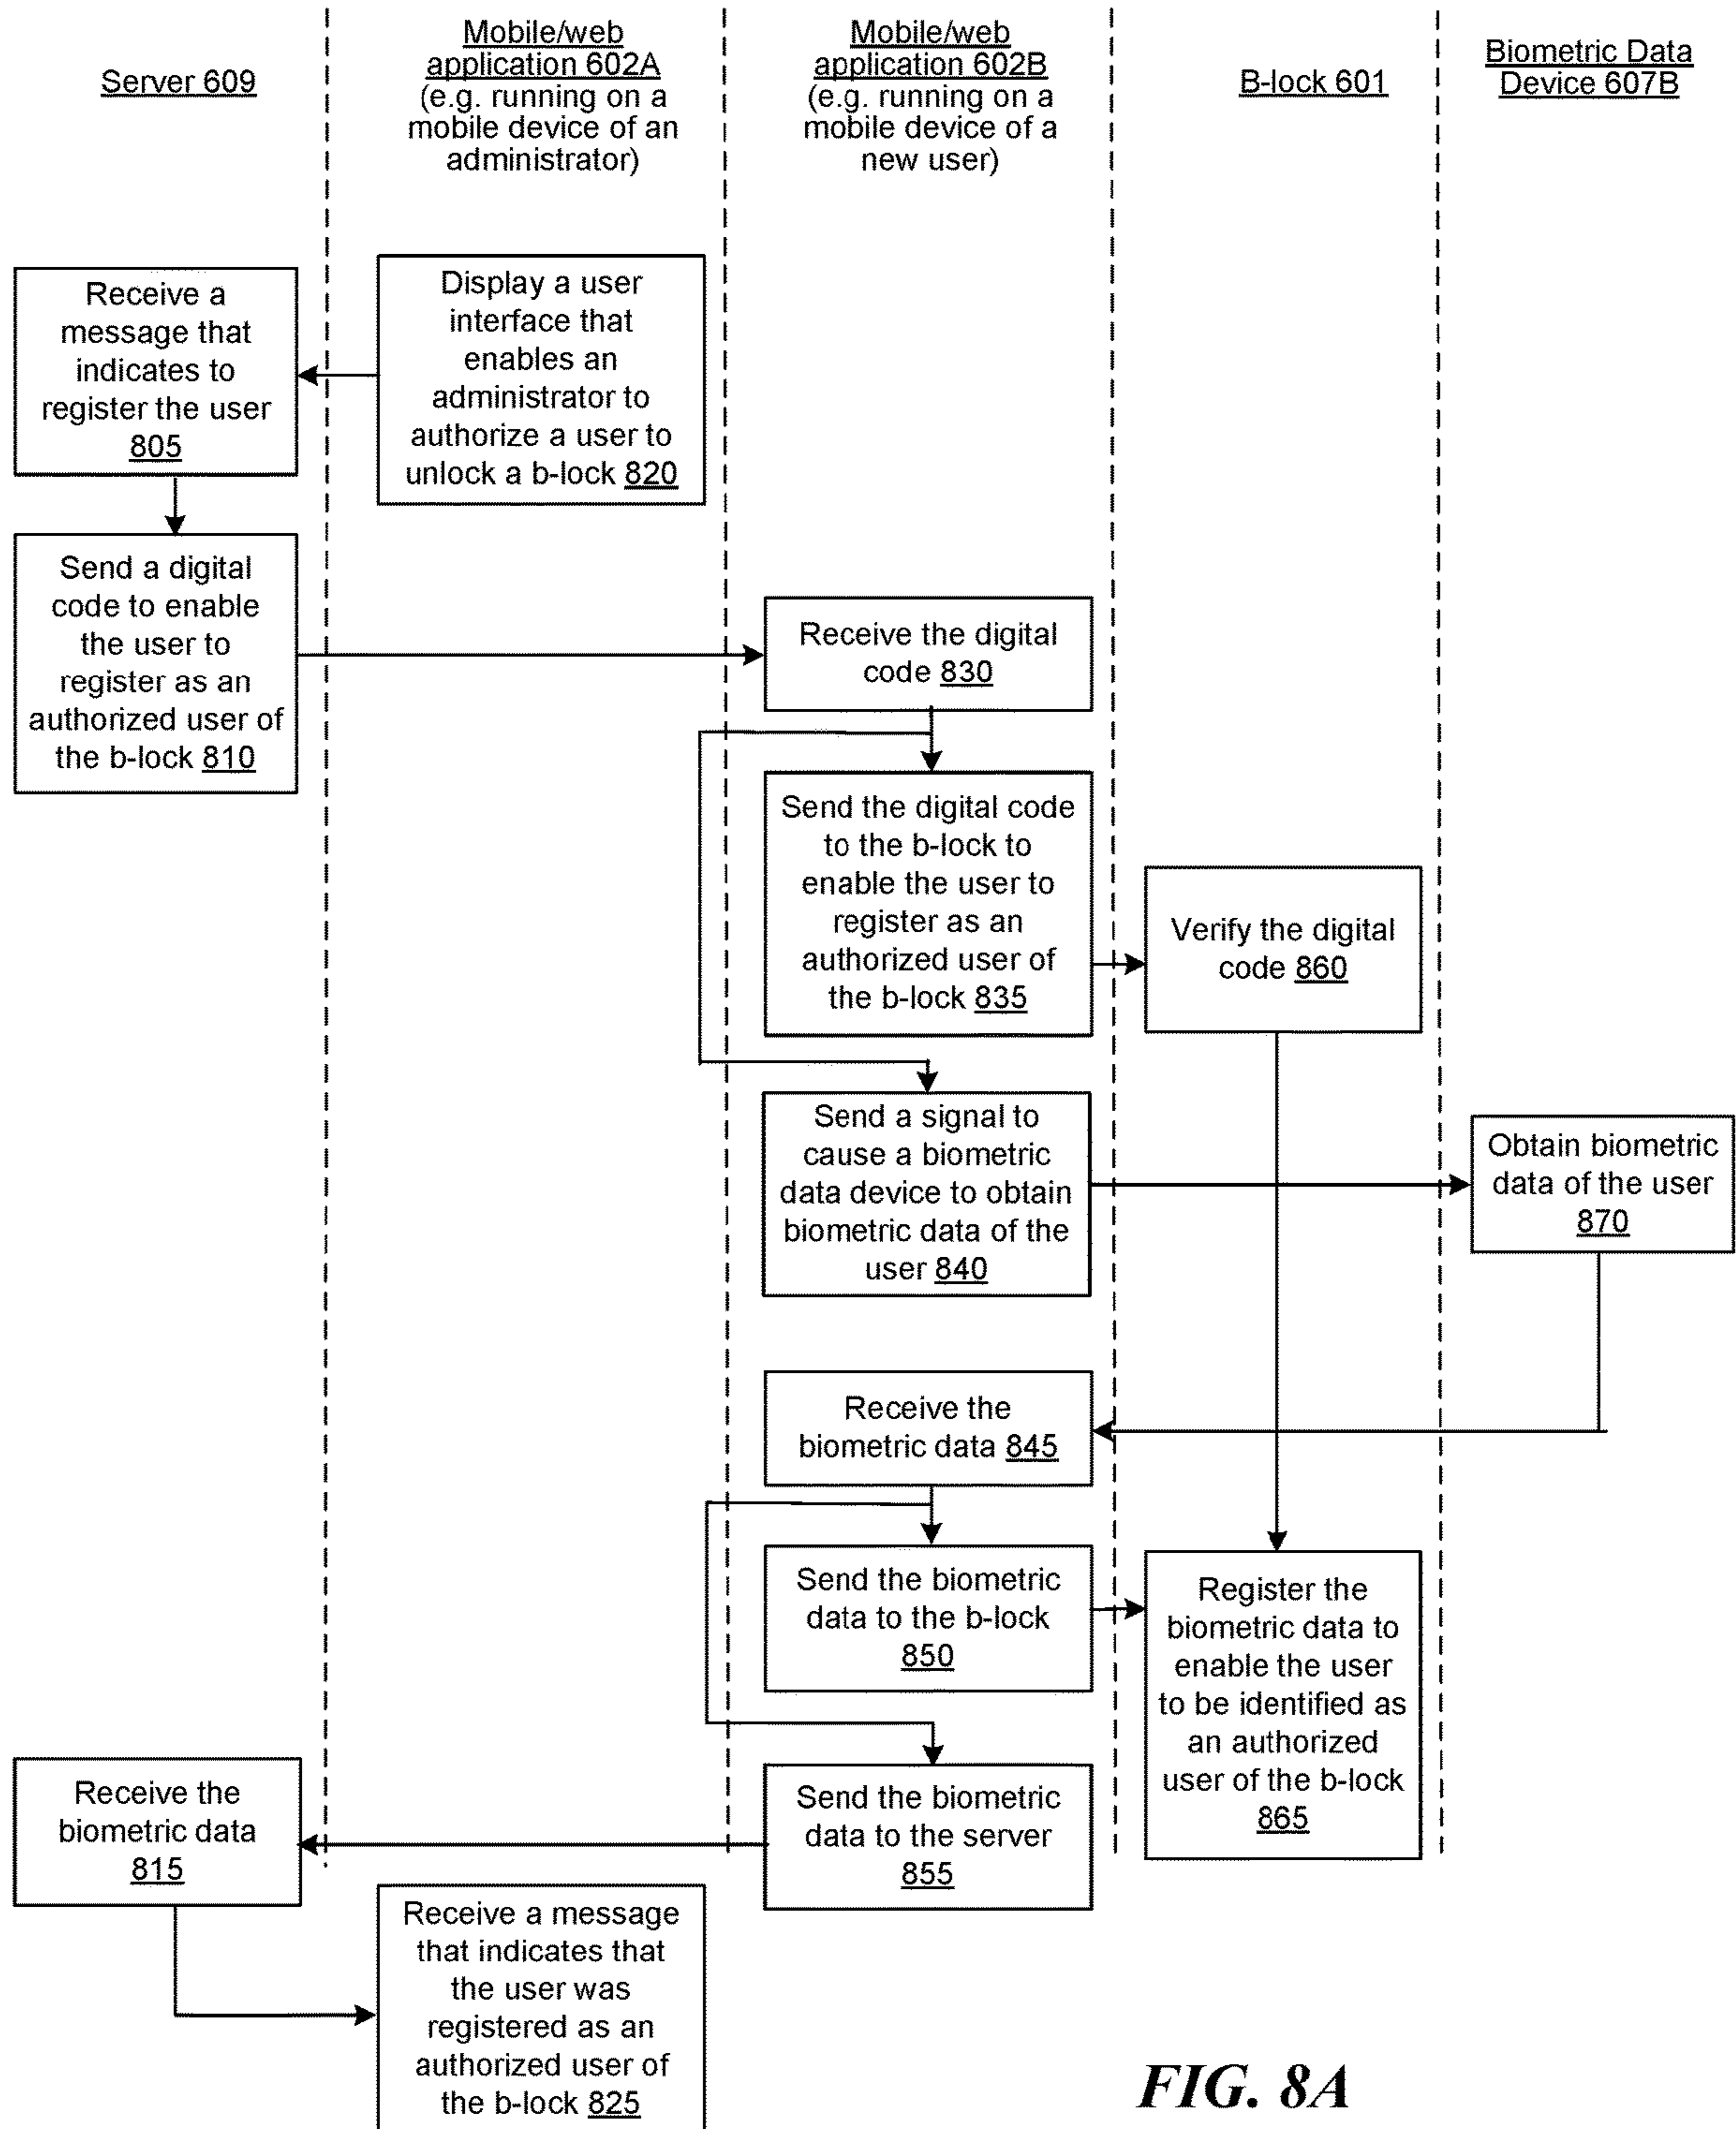 Server 609
Mobile/web
application 602A
(e.g. running on a
mobile device of an
administrator)
Mobile/web
application 602B
(e.g. running on a
mobile device of a
new user)
B-lock 601
Biometric Data
Device 607B
Receive a
message that
indicates to
register the user
805
Display a user
interface that
enables an
administrator to
authorize a user to
unlock a b-lock 820
Send a digital
code to enable
the user to
register as an
authorized user of
the b-lock 810
Receive the digital
code 830
Send the digital code
to the b-lock to
enable the user to
register as an
authorized user of
the b-lock 835
Verify the digital
code 860
Send a signal to
cause a biometric
data device to obtain
biometric data of the
user 840
Obtain biometric
data of the user
870
Receive the
biometric data 845
Send the biometric
data to the b-lock
850
Register the
biometric data to
enable the user
to be identified as
an authorized
user of the b-lock
865
Receive the
biometric data
815
Send the biometric
data to the server
855
Receive a message
that indicates that
the user was
registered as an
authorized user of
the b-lock 825
FIG. 8A